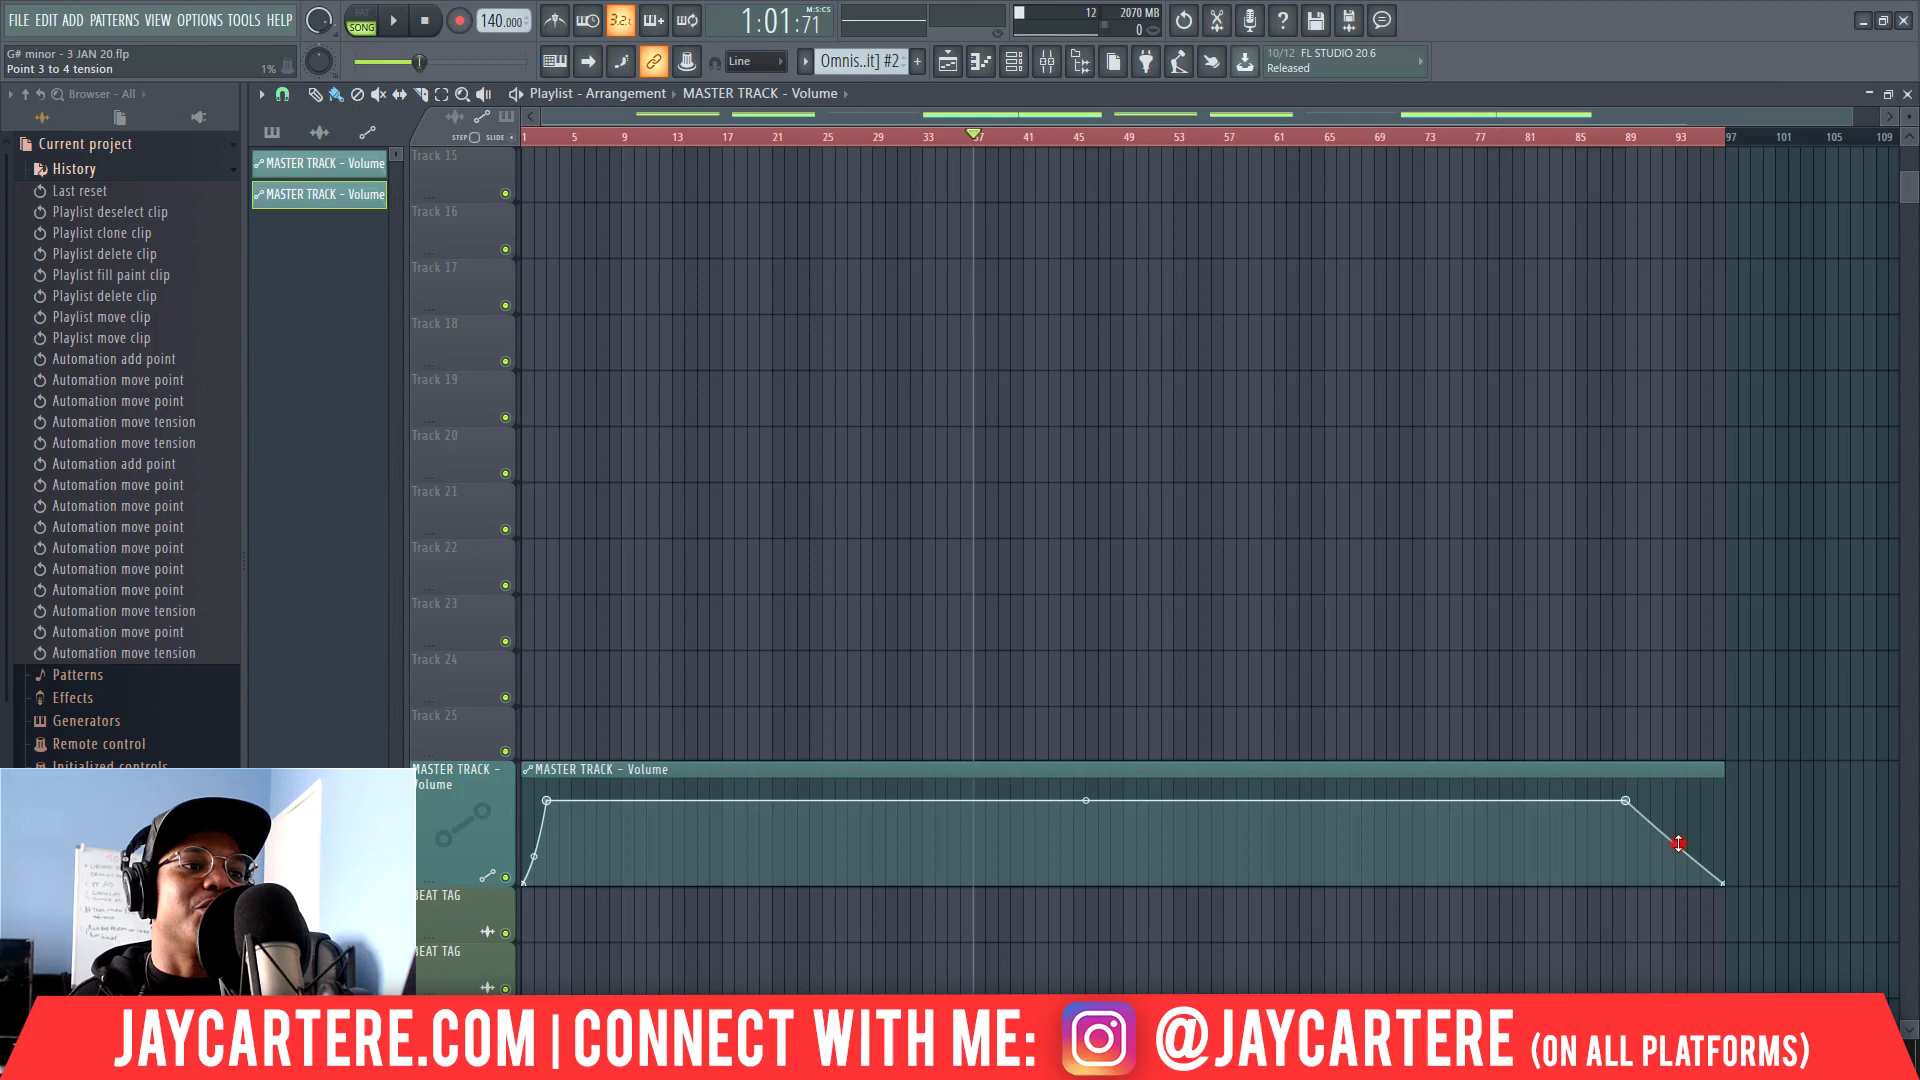 FILE EDIT ADD PATTERNS VIEW OPTIONS TOOLS HELP
PAT
SONG
140.000
3.2.
1:01:71
M:S:CS
12
2070 MB
0
G# minor - 3 JAN 20.flp
Point 3 to 4 tension
1%
Line
Omnis..it] #2
10/12 FL STUDIO 20.6
Released
Browser - All
Playlist - Arrangement
MASTER TRACK - Volume
STEP
SLIDE
1 5 9 13 17 21 25 29 33 37 41 45 49 53 57 61 65 69 73 77 81 85 89 93 97 101 105 109
Current project
History
Last reset
Playlist deselect clip
Playlist clone clip
Playlist delete clip
Playlist fill paint clip
Playlist delete clip
Playlist move clip
Playlist move clip
Automation add point
Automation move point
Automation move point
Automation move tension
Automation move tension
Automation add point
Automation move point
Automation move point
Automation move point
Automation move point
Automation move point
Automation move point
Automation move tension
Automation move point
Automation move tension
Patterns
Effects
Generators
Remote control
Initialized controls
MASTER TRACK - Volume
MASTER TRACK - Volume
Track 15
Track 16
Track 17
Track 18
Track 19
Track 20
Track 21
Track 22
Track 23
Track 24
Track 25
MASTER TRACK -
Volume
MASTER TRACK - Volume
BEAT TAG
BEAT TAG
JAYCARTERE.COM | CONNECT WITH ME: @JAYCARTERE (ON ALL PLATFORMS)